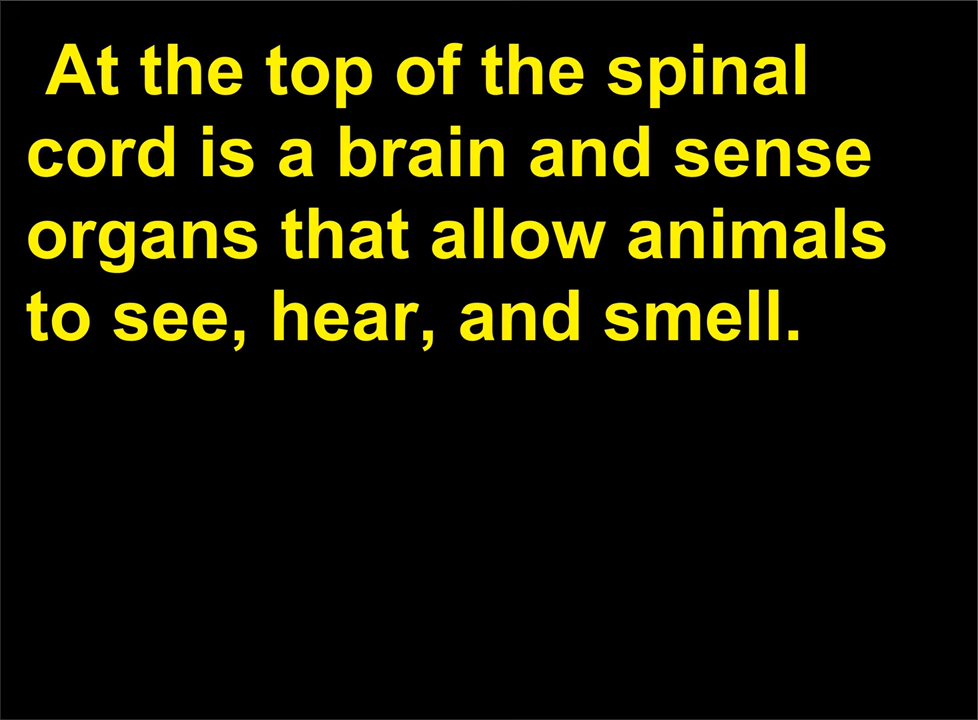 At the top of the spinal
cord is a brain and sense
organs that allow animals
to see, hear, and smell.